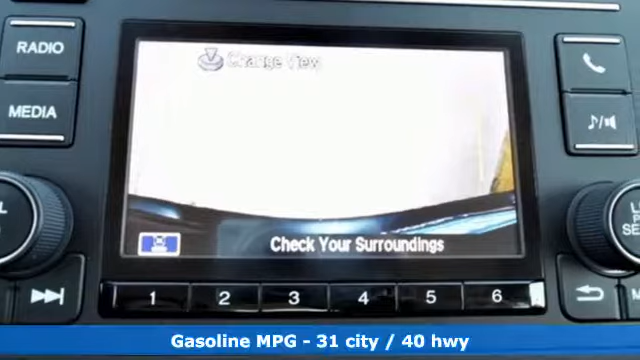 RADIO
Change View
MEDIA
Check Your Surroundings
1 2 3 4 5 6
Gasoline MPG - 31 city / 40 hwy